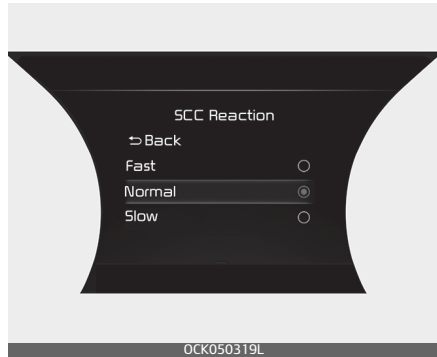 SCC Reaction
Back
Fast
Normal
Slow
OCK050319L